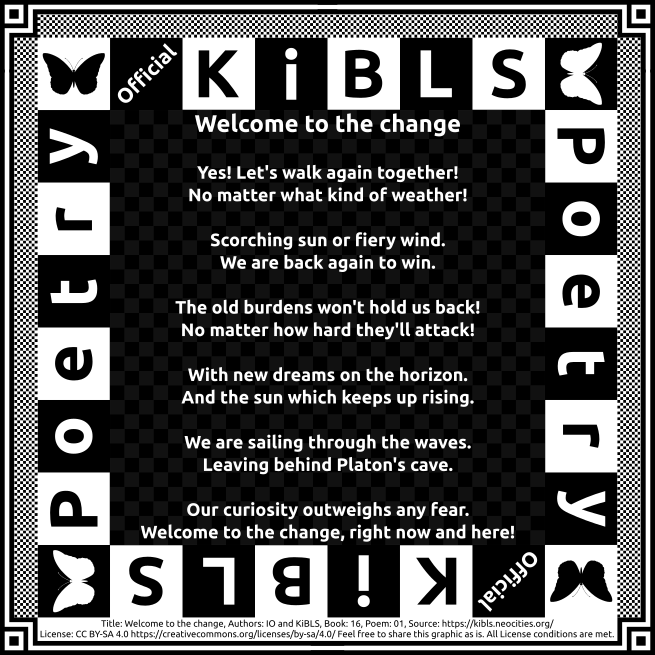 Official KiBLS
Poetry
Poetry
Welcome to the change
Yes! Let's walk again together!
No matter what kind of weather!
Scorching sun or fiery wind.
We are back again to win.
The old burdens won't hold us back!
No matter how hard they'll attack!
With new dreams on the horizon.
And the sun which keeps up rising.
We are sailing through the waves.
Leaving behind Platon's cave.
Our curiosity outweighs any fear.
Welcome to the change, right now and here!
Official KiBLS
Title: Welcome to the change, Authors: IO and KiBLS, Book: 16, Poem: 01, Source: https://kibls.neocities.org/
License: CC BY-SA 4.0 https://creativecommons.org/licenses/by-sa/4.0/ Feel free to share this graphic as is. All License conditions are met.